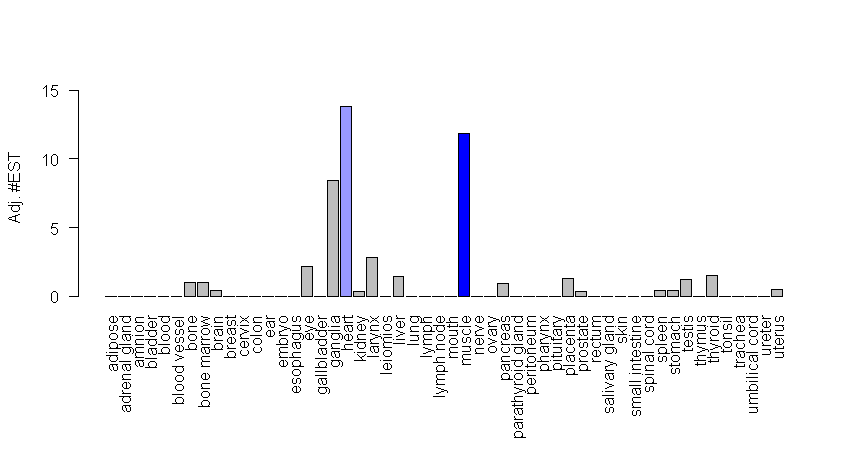 15
10
5
0
Adj. #EST
adipose
adrenal gland
amnion
bladder
blood
blood vessel
bone
bone marrow
brain
breast
cervix
colon
ear
embryo
esophagus
eye
gallbladder
ganglia
heart
kidney
larynx
leiomios
liver
lung
lymph
lymph node
mouth
muscle
nerve
ovary
pancreas
parathyroid gland
peritoneum
pharynx
pituitary
placenta
prostate
rectum
salivary gland
skin
small intestine
spinal cord
spleen
stomach
testis
thymus
thyroid
tonsil
trachea
umbilical cord
ureter
uterus